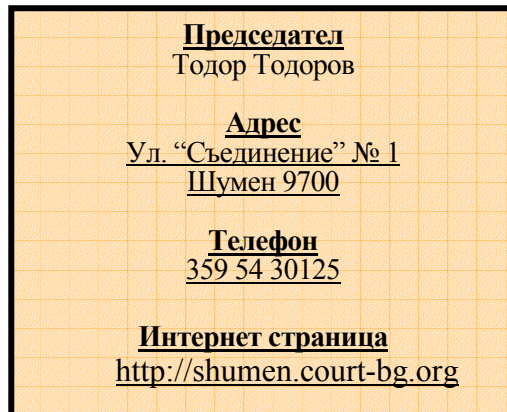 Председател
Тодор Тодоров
Адрес
Ул. “Съединение” № 1
Шумен 9700
Телефон
359 54 30125
Интернет страница
http://shumen.court-bg.org